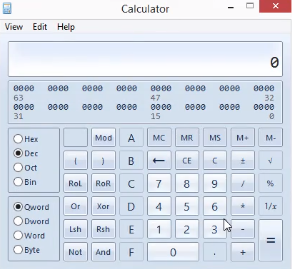 Calculator
View Edit Help
0
0000 0000 0000 0000 0000 0000 0000 0000
63 47 32
0000 0000 0000 0000 0000 0000 0000 0000
31 15 0
Hex Mod A MC MR MS M+ M-
Dec ( ) B ← CE C ± √
Oct
Bin RoL RoR C 7 8 9 / %
Qword Or Xor D 4 5 6 * 1/x
Dword
Word Lsh Rsh E 1 2 3 - =
Byte Not And F 0 . +